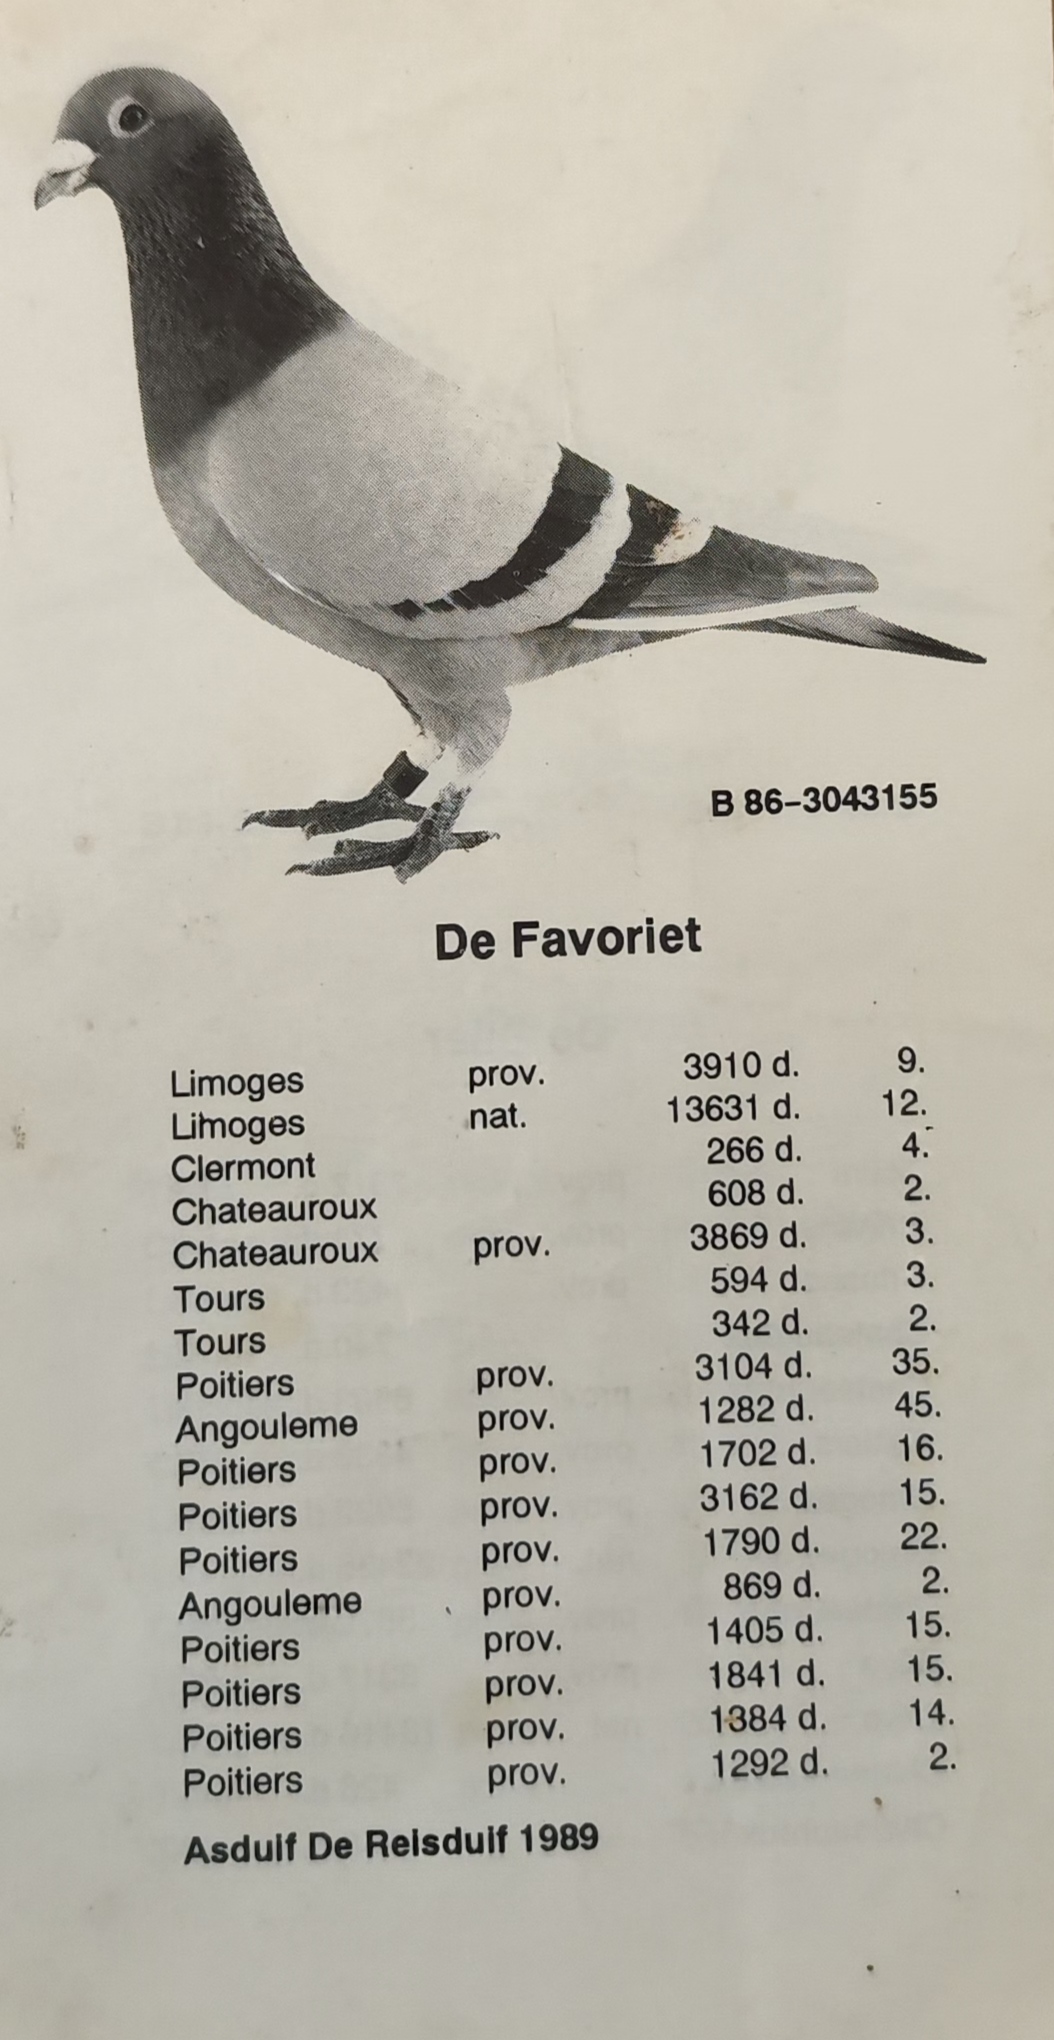 B 86-3043155
De Favoriet
Limoges prov. 3910 d. 9.
Limoges nat. 13631 d. 12.
Clermont 266 d. 4.
Chateauroux 608 d. 2.
Chateauroux prov. 3869 d. 3.
Tours 594 d. 3.
Tours 342 d. 2.
Poitiers prov. 3104 d. 35.
Angouleme prov. 1282 d. 45.
Poitiers prov. 1702 d. 16.
Poitiers prov. 3162 d. 15.
Poitiers prov. 1790 d. 22.
Angouleme prov. 869 d. 2.
Poitiers prov. 1405 d. 15.
Poitiers prov. 1841 d. 15.
Poitiers prov. 1384 d. 14.
Poitiers prov. 1292 d. 2.
Asduif De Reisduif 1989